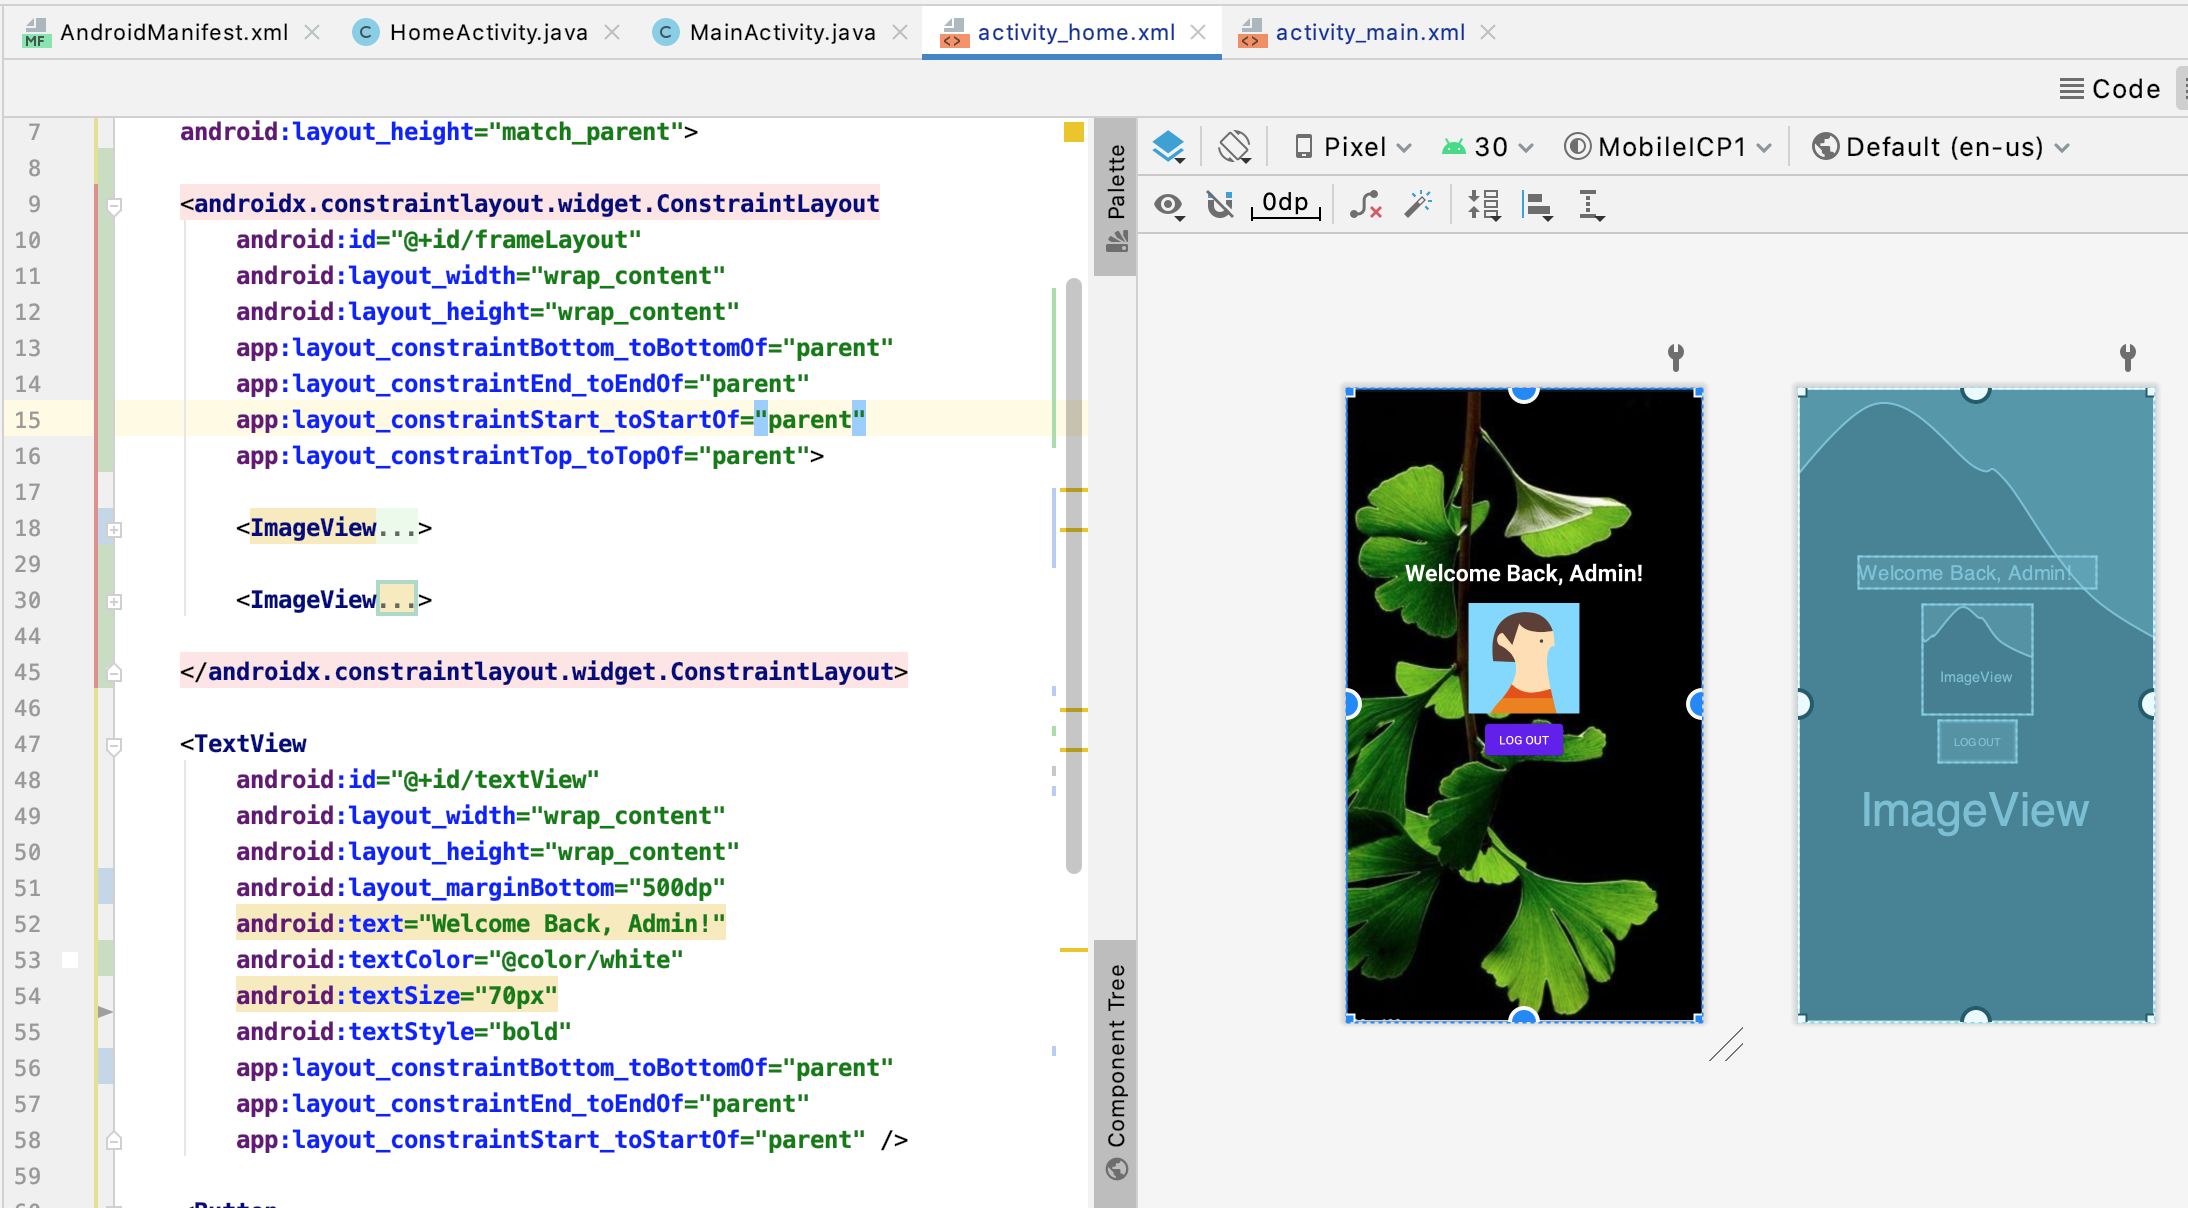 AndroidManifest.xml
HomeActivity.java
MainActivity.java
activity_home.xml
activity_main.xml
MF
C
C
<>
<>
Code
7 android:layout_height="match_parent">
8
9 <androidx.constraintlayout.widget.ConstraintLayout
10 android:id="@+id/frameLayout"
11 android:layout_width="wrap_content"
12 android:layout_height="wrap_content"
13 app:layout_constraintBottom_toBottomOf="parent"
14 app:layout_constraintEnd_toEndOf="parent"
15 app:layout_constraintStart_toStartOf="parent"
16 app:layout_constraintTop_toTopOf="parent">
17
18 <ImageView...>
29
30 <ImageView...>
44
45 </androidx.constraintlayout.widget.ConstraintLayout>
46
47 <TextView
48 android:id="@+id/textView"
49 android:layout_width="wrap_content"
50 android:layout_height="wrap_content"
51 android:layout_marginBottom="500dp"
52 android:text="Welcome Back, Admin!"
53 android:textColor="@color/white"
54 android:textSize="70px"
55 android:textStyle="bold"
56 app:layout_constraintBottom_toBottomOf="parent"
57 app:layout_constraintEnd_toEndOf="parent"
58 app:layout_constraintStart_toStartOf="parent" />
59
<Button
Palette
Component Tree
Pixel
30
MobileICP1
Default (en-us)
0dp
Welcome Back, Admin!
LOG OUT
Welcome Back, Admin!
ImageView
LOG OUT
ImageView